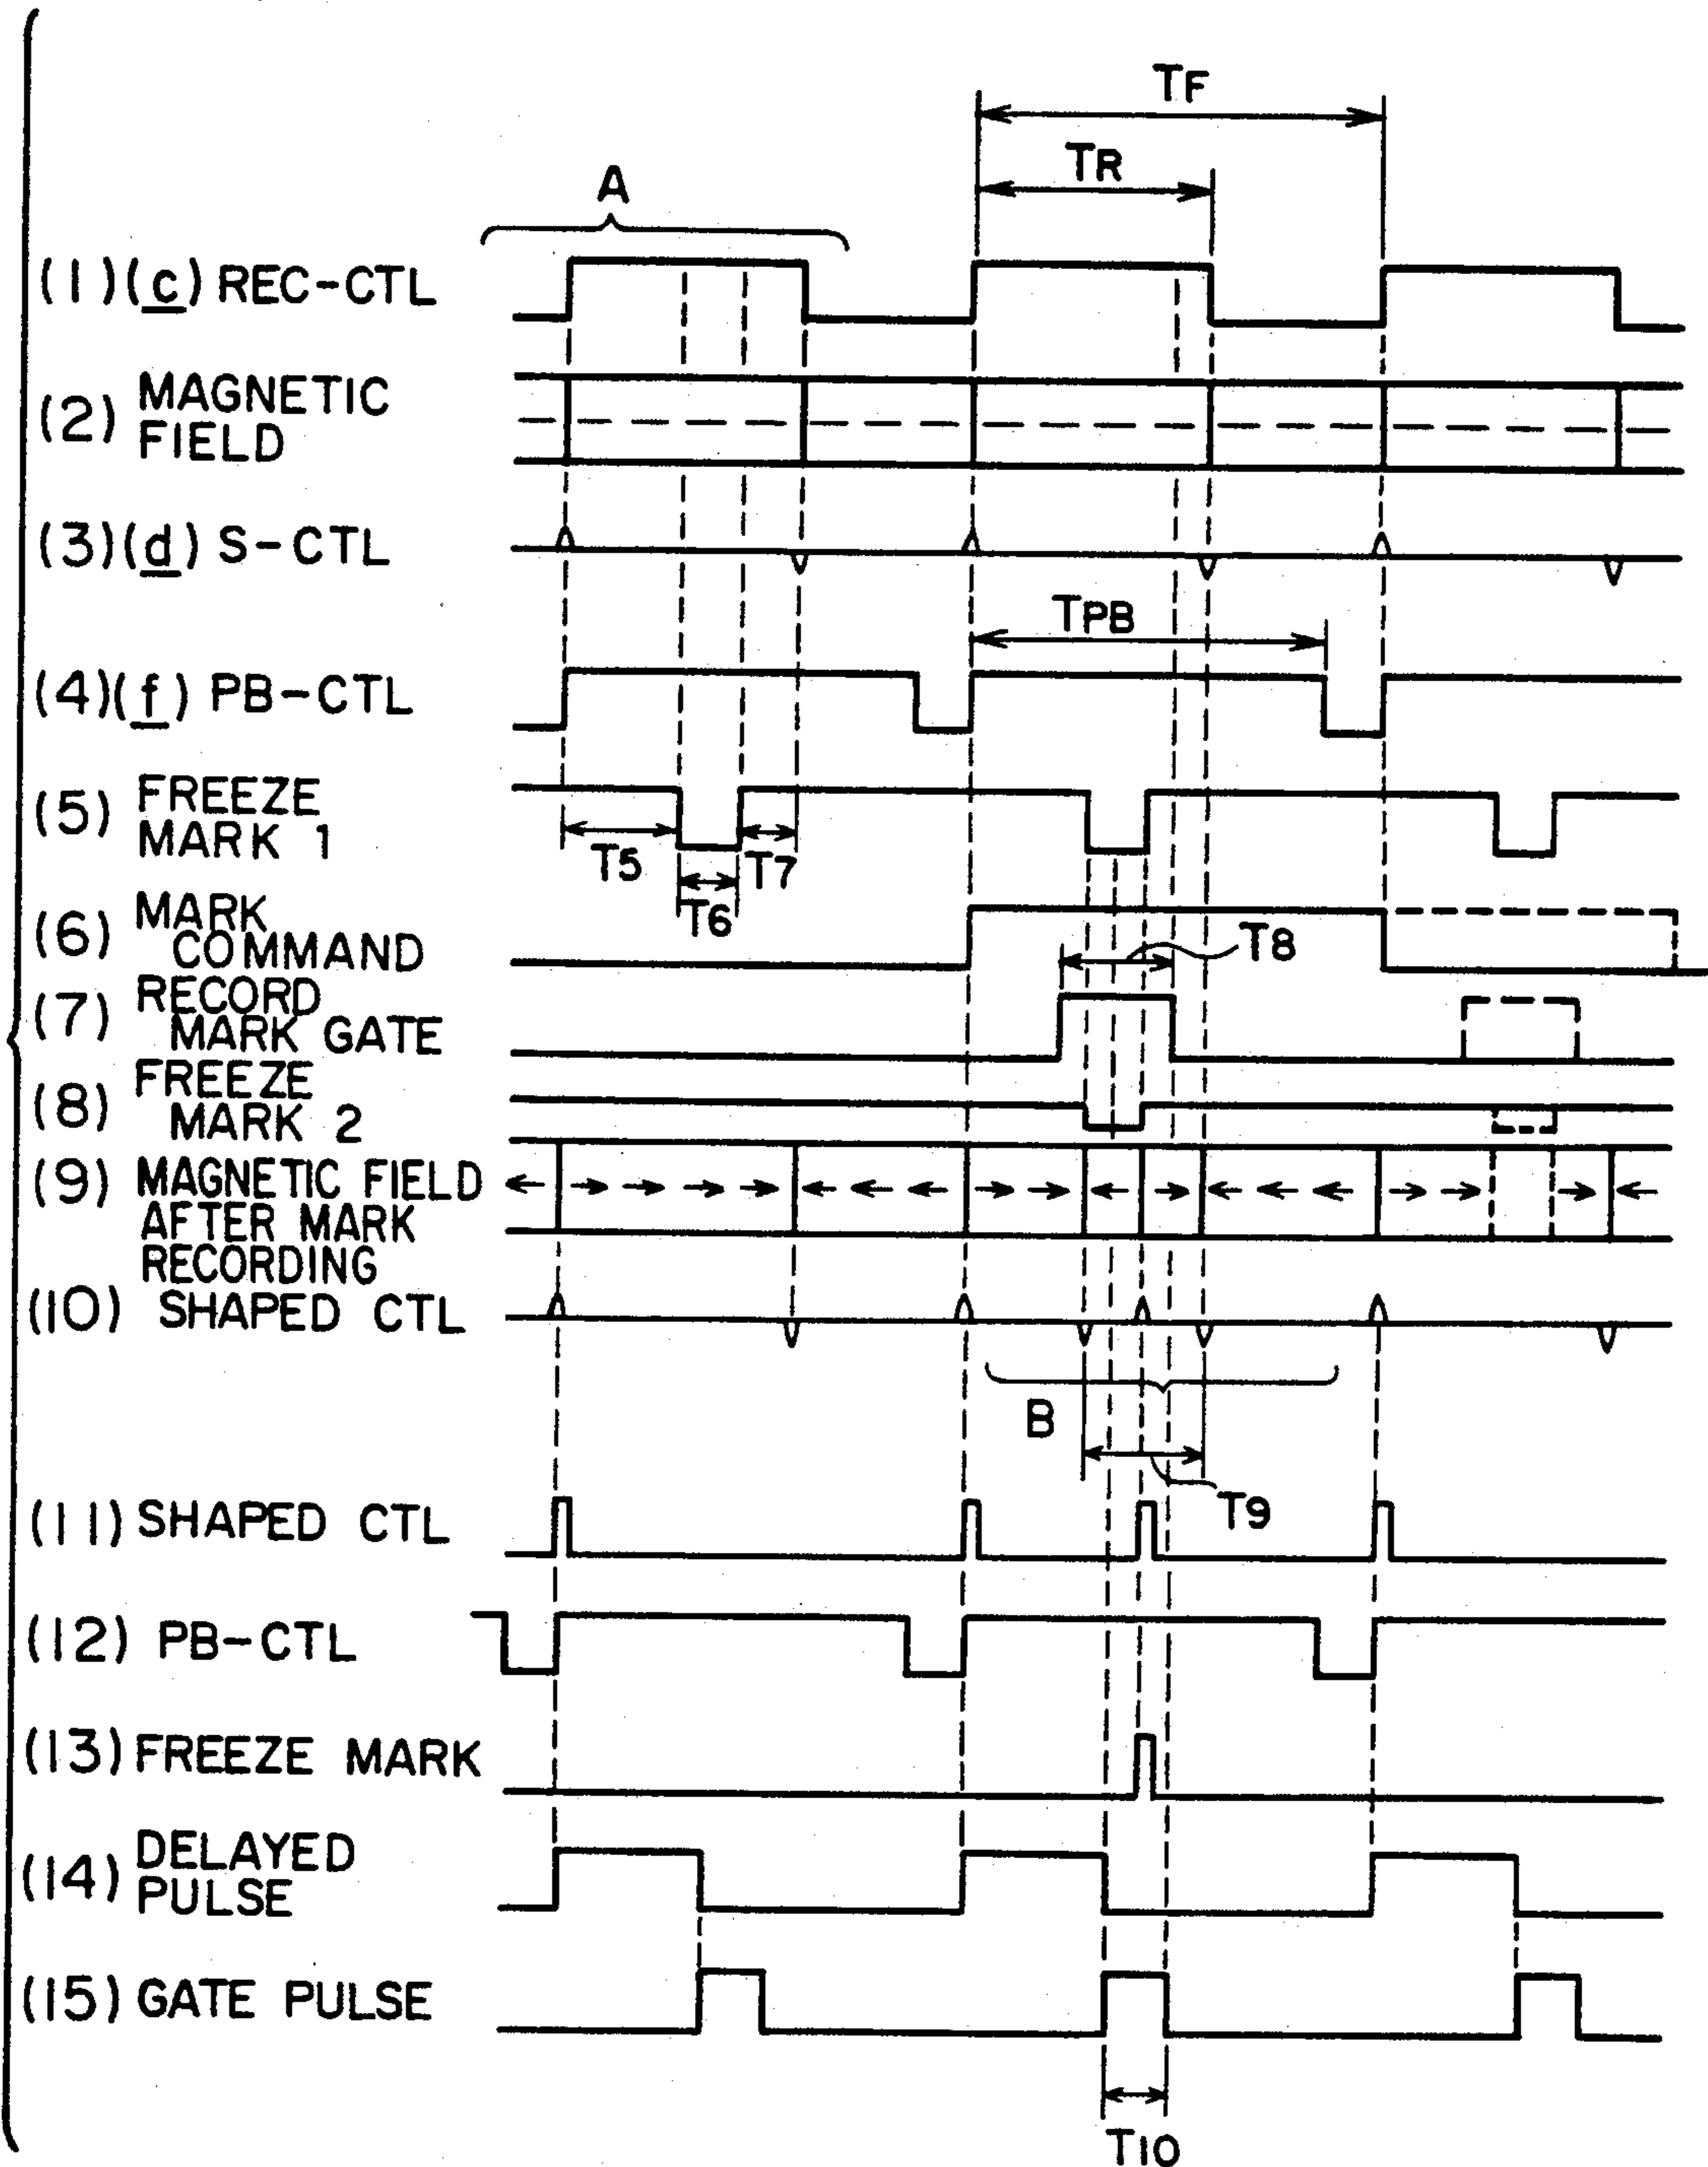 TF
TR
A
(1)(c) REC-CTL
(2) MAGNETIC
FIELD
(3)(d) S-CTL
TPB
(4)(f) PB-CTL
(5) FREEZE
MARK 1
T5
T7
T6
(6) MARK
COMMAND
T8
(7) RECORD
MARK GATE
(8) FREEZE
MARK 2
(9) MAGNETIC FIELD
AFTER MARK
RECORDING
(10) SHAPED CTL
B
T9
(11) SHAPED CTL
(12) PB-CTL
(13) FREEZE MARK
(14) DELAYED
PULSE
(15) GATE PULSE
T10